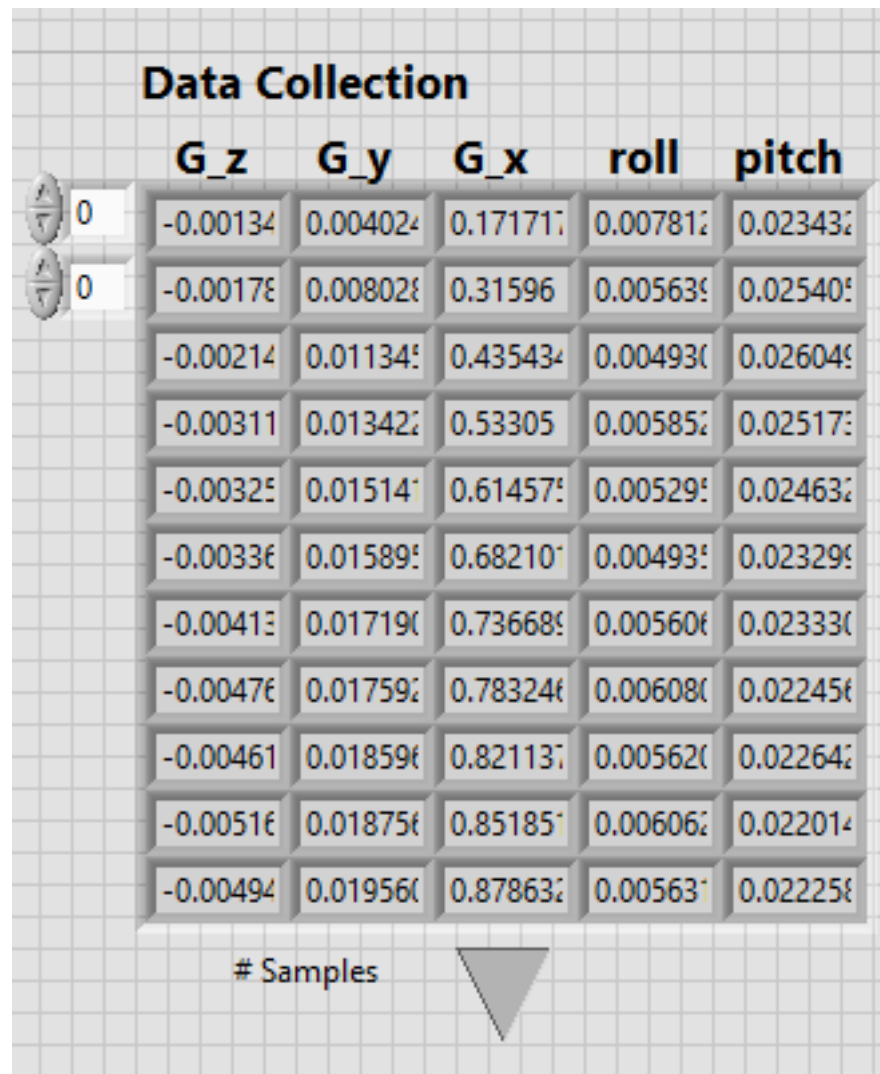 Data Collection
G_z G_y G_x roll pitch
0 -0.00134 0.004024 0.171717 0.007812 0.023432
0 -0.00178 0.008028 0.31596 0.005639 0.025405
-0.00214 0.011345 0.435434 0.004930 0.026049
-0.00311 0.013422 0.53305 0.005852 0.025173
-0.00325 0.015141 0.614575 0.005295 0.024632
-0.00336 0.015895 0.682101 0.004935 0.023299
-0.00413 0.017190 0.736689 0.005606 0.023330
-0.00476 0.017592 0.783246 0.006080 0.022456
-0.00461 0.018596 0.821137 0.005620 0.022642
-0.00516 0.018756 0.851851 0.006062 0.022014
-0.00494 0.019560 0.878632 0.005631 0.022258
# Samples